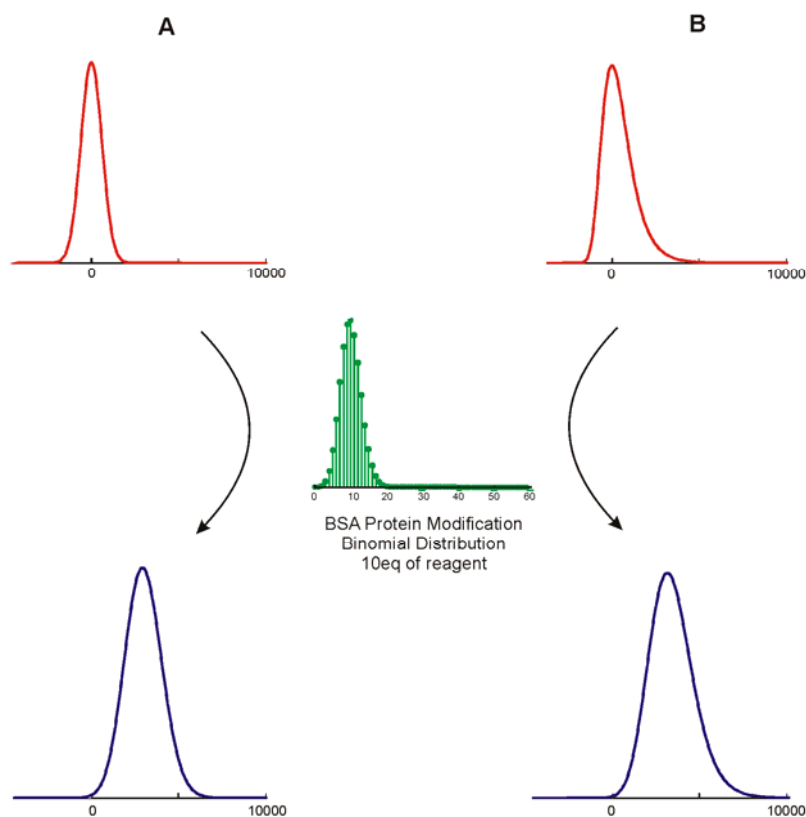 A
B
0 10000
0 10000
0 10 20 30 40 50 60
BSA Protein Modification
Binomial Distribution
10eq of reagent
0 10000
0 10000